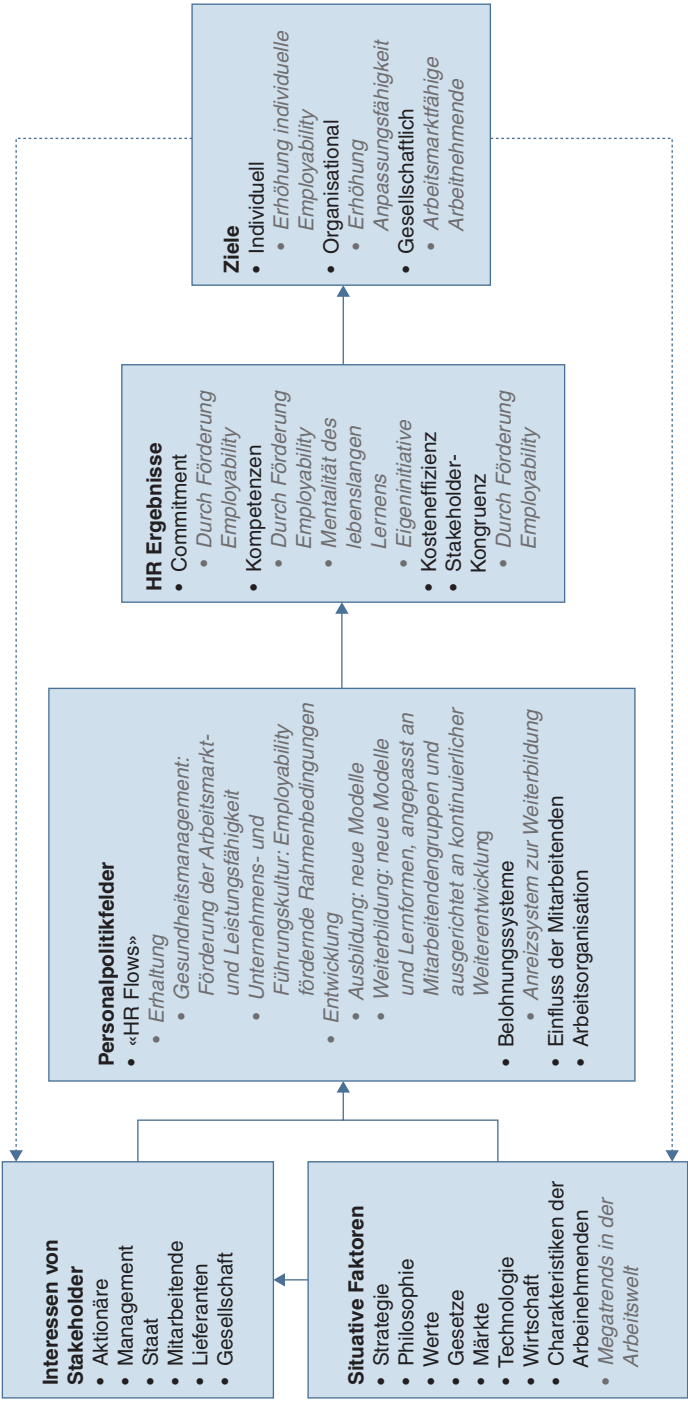 Interessen von
Stakeholder
• Aktionäre
• Management
• Staat
• Mitarbeitende
• Lieferanten
• Gesellschaft
Situative Faktoren
• Strategie
• Philosophie
• Werte
• Gesetze
• Märkte
• Technologie
• Wirtschaft
• Charakteristiken der
Arbeinehmenden
• Megatrends in der
Arbeitswelt
Personalpolitikfelder
• «HR Flows»
• Erhaltung
• Gesundheitsmanagement:
Förderung der Arbeitsmarkt-
und Leistungsfähigkeit
• Unternehmens- und
Führungskultur: Employability
fördernde Rahmenbedingungen
• Entwicklung
• Ausbildung: neue Modelle
• Weiterbildung: neue Modelle
und Lernformen, angepasst an
Mitarbeitendengruppen und
ausgerichtet an kontinuierlicher
Weiterentwicklung
• Belohnungssysteme
• Anreizsystem zur Weiterbildung
• Einfluss der Mitarbeitenden
• Arbeitsorganisation
HR Ergebnisse
• Commitment
• Durch Förderung
Employability
• Kompetenzen
• Durch Förderung
Employability
• Mentalität des
lebenslangen
Lernens
• Eigeninitiative
• Kosteneffizienz
• Stakeholder-
Kongruenz
• Durch Förderung
Employability
Ziele
• Individuell
• Erhöhung individuelle
Employability
• Organisational
• Erhöhung
Anpassungsfähigkeit
• Gesellschaftlich
• Arbeitsmarktfähige
Arbeitnehmende